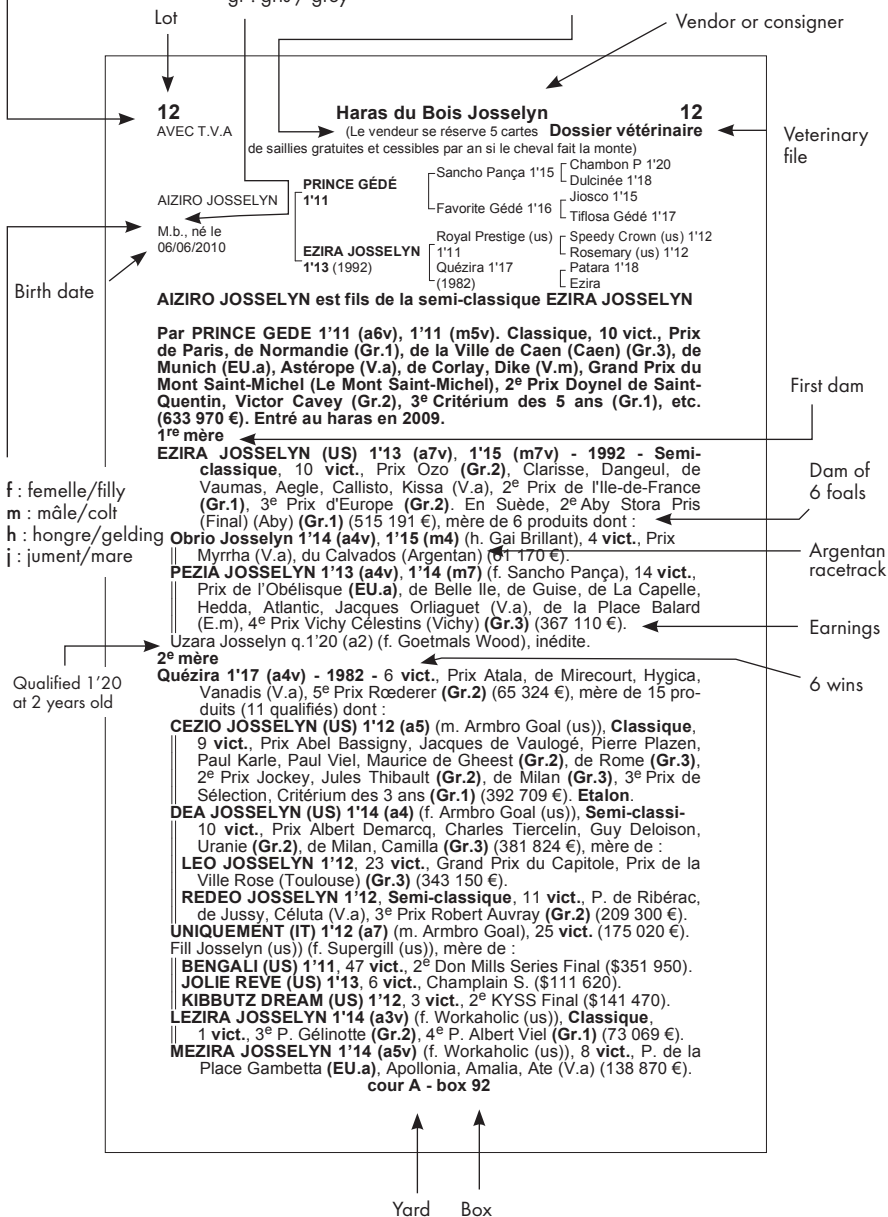 gr : gris / grey
Lot
Vendor or consigner
12 Haras du Bois Josselyn 12
AVEC T.V.A (Le vendeur se réserve 5 cartes Dossier vétérinaire
de saillies gratuites et cessibles par an si le cheval fait la monte)
Veterinary
file
AIZIRO JOSSELYN
M.b., né le
06/06/2010
PRINCE GÉDÉ
1'11
Sancho Pança 1'15
Chambon P 1'20
Dulcinée 1'18
Favorite Gédé 1'16
Jiosco 1'15
Tiflosa Gédé 1'17
EZIRA JOSSELYN
1'13 (1992)
Royal Prestige (us)
1'11
Speedy Crown (us) 1'12
Rosemary (us) 1'12
Quézira 1'17
(1982)
Patara 1'18
Ezira
Birth date
AIZIRO JOSSELYN est fils de la semi-classique EZIRA JOSSELYN
Par PRINCE GEDE 1’11 (a6v), 1’11 (m5v). Classique, 10 vict., Prix
de Paris, de Normandie (Gr.1), de la Ville de Caen (Caen) (Gr.3), de
Munich (EU.a), Astérope (V.a), de Corlay, Dike (V.m), Grand Prix du
Mont Saint-Michel (Le Mont Saint-Michel), 2e Prix Doynel de Saint-
Quentin, Victor Cavey (Gr.2), 3e Critérium des 5 ans (Gr.1), etc.
(633 970 €). Entré au haras en 2009.
First dam
1re mère
EZIRA JOSSELYN (US) 1'13 (a7v), 1'15 (m7v) - 1992 - Semi-
classique, 10 vict., Prix Ozo (Gr.2), Clarisse, Dangeul, de
Vaumas, Aegle, Callisto, Kissa (V.a), 2e Prix de l'Ile-de-France
(Gr.1), 3e Prix d'Europe (Gr.2). En Suède, 2e Aby Stora Pris
(Final) (Aby) (Gr.1) (515 191 €), mère de 6 produits dont :
Dam of
6 foals
f : femelle/filly
m : mâle/colt
h : hongre/gelding
j : jument/mare
Obrio Josselyn 1'14 (a4v), 1'15 (m4) (h. Gai Brillant), 4 vict., Prix
Myrrha (V.a), du Calvados (Argentan) (61 170 €).
Argentan
racetrack
PEZIA JOSSELYN 1'13 (a4v), 1'14 (m7) (f. Sancho Pança), 14 vict.,
Prix de l’Obélisque (EU.a), de Belle Ile, de Guise, de La Capelle,
Hedda, Atlantic, Jacques Orliaguet (V.a), de la Place Balard
(E.m), 4e Prix Vichy Célestins (Vichy) (Gr.3) (367 110 €).
Earnings
Uzara Josselyn q.1'20 (a2) (f. Goetmals Wood), inédite.
Qualified 1’20
at 2 years old
2e mère
Quézira 1'17 (a4v) - 1982 - 6 vict., Prix Atala, de Mirecourt, Hygica,
Vanadis (V.a), 5e Prix Rœderer (Gr.2) (65 324 €), mère de 15 pro-
duits (11 qualifiés) dont :
6 wins
CEZIO JOSSELYN (US) 1'12 (a5) (m. Armbro Goal (us)), Classique,
9 vict., Prix Abel Bassigny, Jacques de Vaulogé, Pierre Plazen,
Paul Karle, Paul Viel, Maurice de Gheest (Gr.2), de Rome (Gr.3),
2e Prix Jockey, Jules Thibault (Gr.2), de Milan (Gr.3), 3e Prix de
Sélection, Critérium des 3 ans (Gr.1) (392 709 €). Etalon.
DEA JOSSELYN (US) 1'14 (a4) (f. Armbro Goal (us)), Semi-classi-
10 vict., Prix Albert Demarcq, Charles Tiercelin, Guy Deloison,
Uranie (Gr.2), de Milan, Camilla (Gr.3) (381 824 €), mère de :
LEO JOSSELYN 1’12, 23 vict., Grand Prix du Capitole, Prix de la
Ville Rose (Toulouse) (Gr.3) (343 150 €).
REDEO JOSSELYN 1’12, Semi-classique, 11 vict., P. de Ribérac,
de Jussy, Céluta (V.a), 3e Prix Robert Auvray (Gr.2) (209 300 €).
UNIQUEMENT (IT) 1'12 (a7) (m. Armbro Goal), 25 vict. (175 020 €).
Fill Josselyn (us)) (f. Supergill (us)), mère de :
BENGALI (US) 1’11, 47 vict., 2e Don Mills Series Final ($351 950).
JOLIE REVE (US) 1'13, 6 vict., Champlain S. ($111 620).
KIBBUTZ DREAM (US) 1’12, 3 vict., 2e KYSS Final ($141 470).
LEZIRA JOSSELYN 1'14 (a3v) (f. Workaholic (us)), Classique,
1 vict., 3e P. Gélinotte (Gr.2), 4e P. Albert Viel (Gr.1) (73 069 €).
MEZIRA JOSSELYN 1'14 (a5v) (f. Workaholic (us)), 8 vict., P. de la
Place Gambetta (EU.a), Apollonia, Amalia, Ate (V.a) (138 870 €).
cour A - box 92
Yard Box